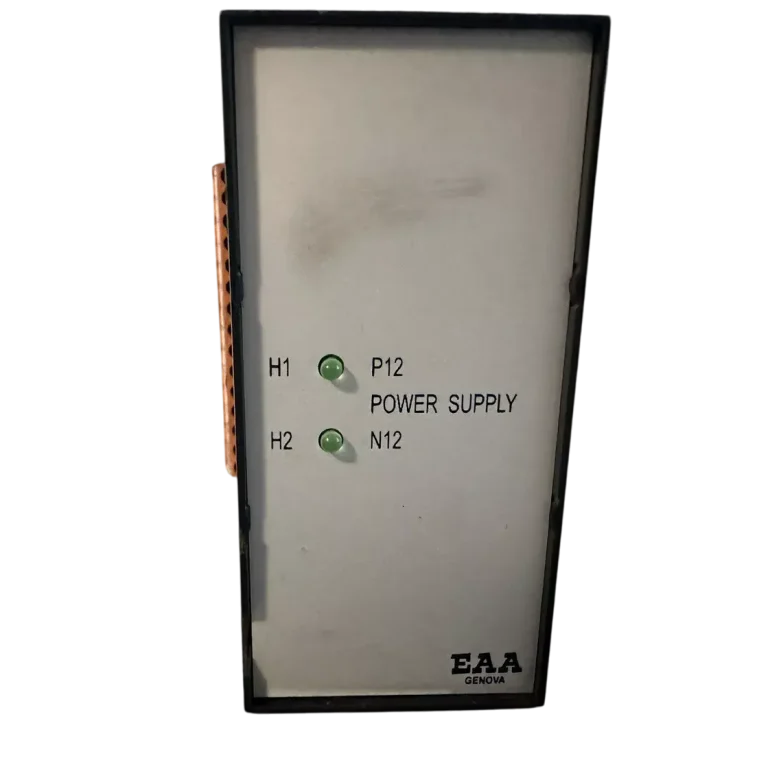 H1 P12
POWER SUPPLY
H2 N12
EAA
GENOVA